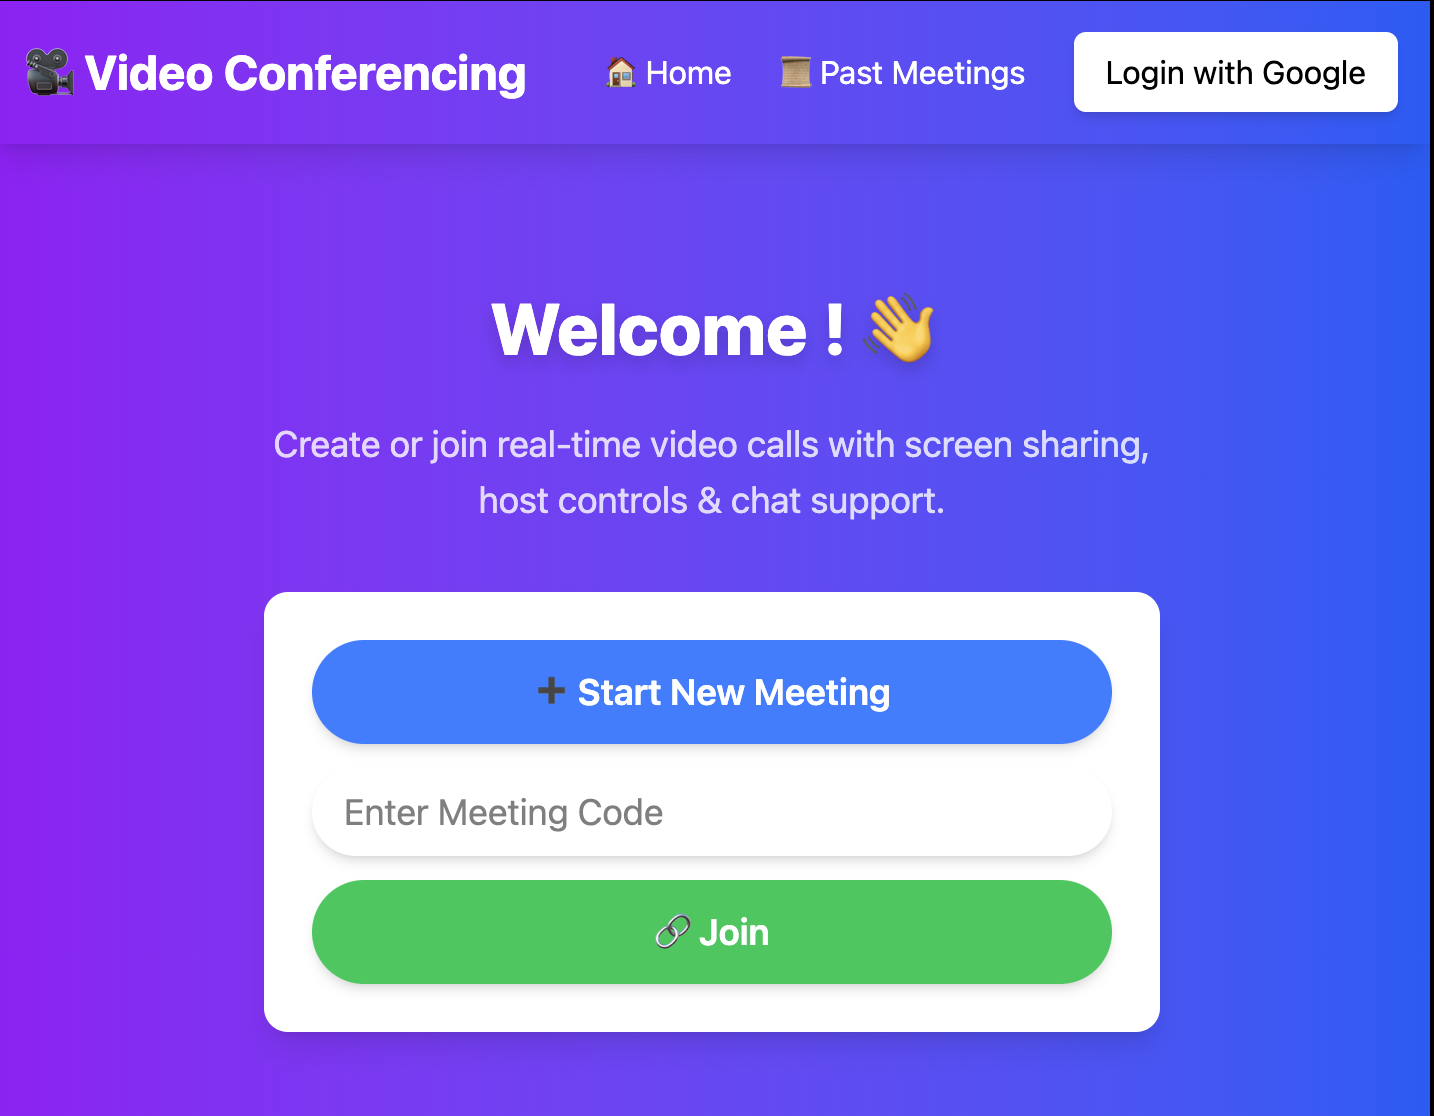 🎥 Video Conferencing
🏠 Home
📜 Past Meetings
Login with Google
Welcome ! 👋
Create or join real-time video calls with screen sharing,
host controls & chat support.
➕ Start New Meeting
Enter Meeting Code
🔗 Join